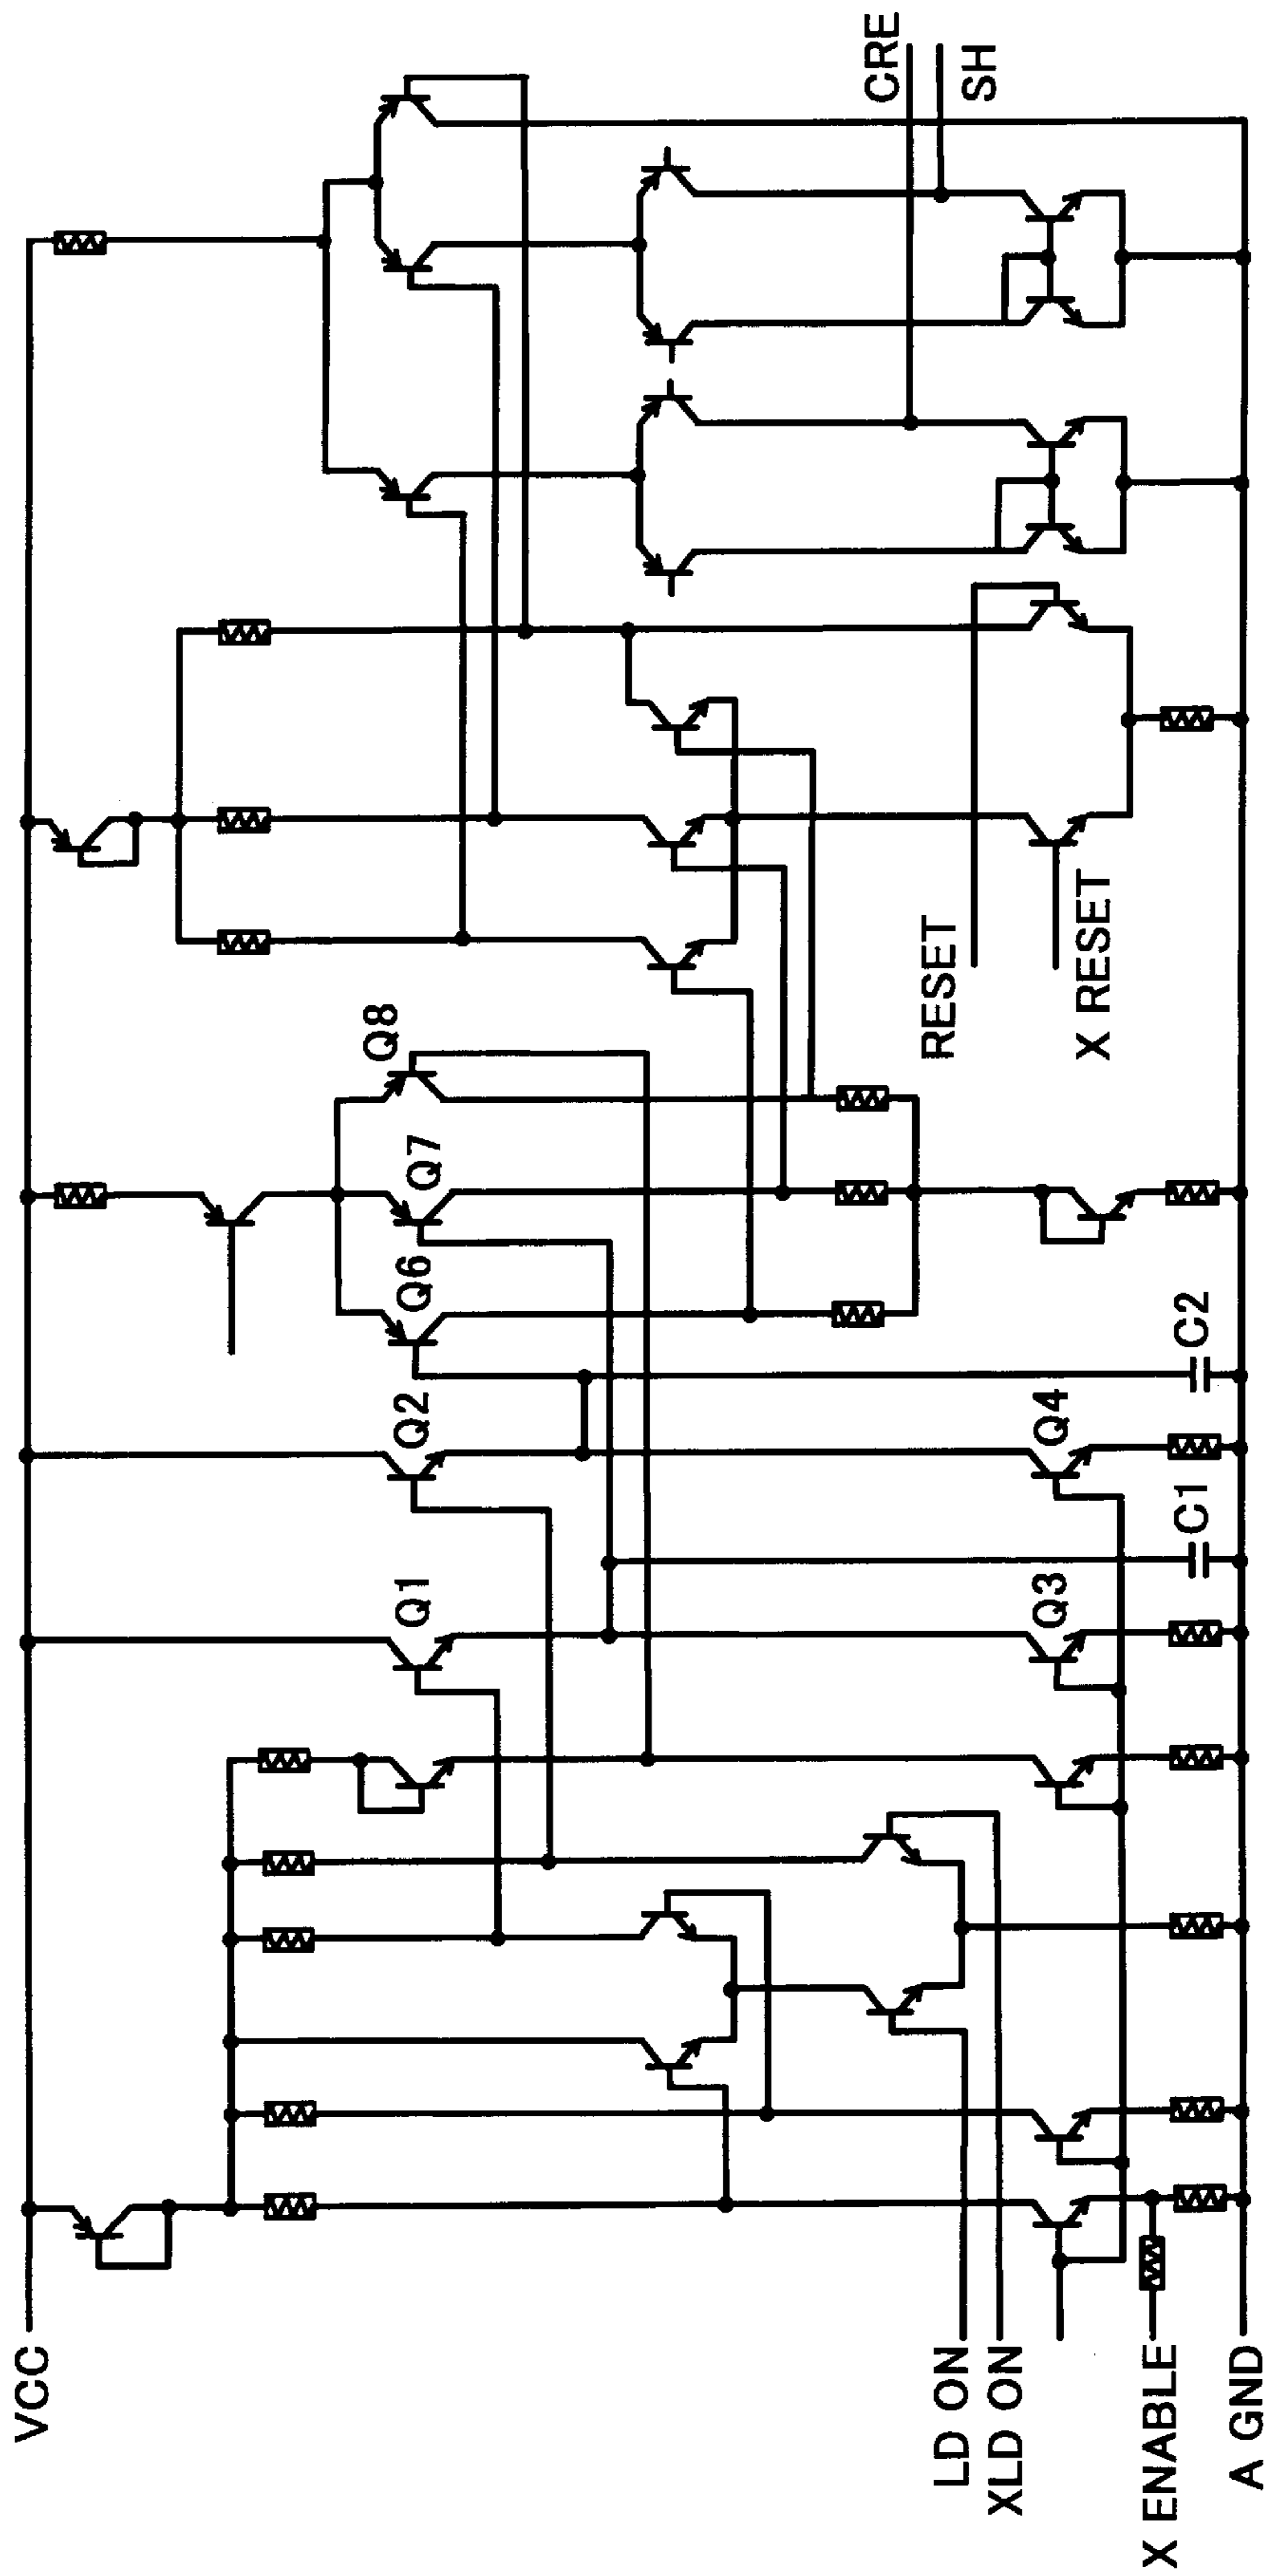 VCC
LD ON
XLD ON
X ENABLE
A GND
Q1
Q2
Q3
Q4
C1
C2
Q6
Q7
Q8
RESET
X RESET
CRE
SH